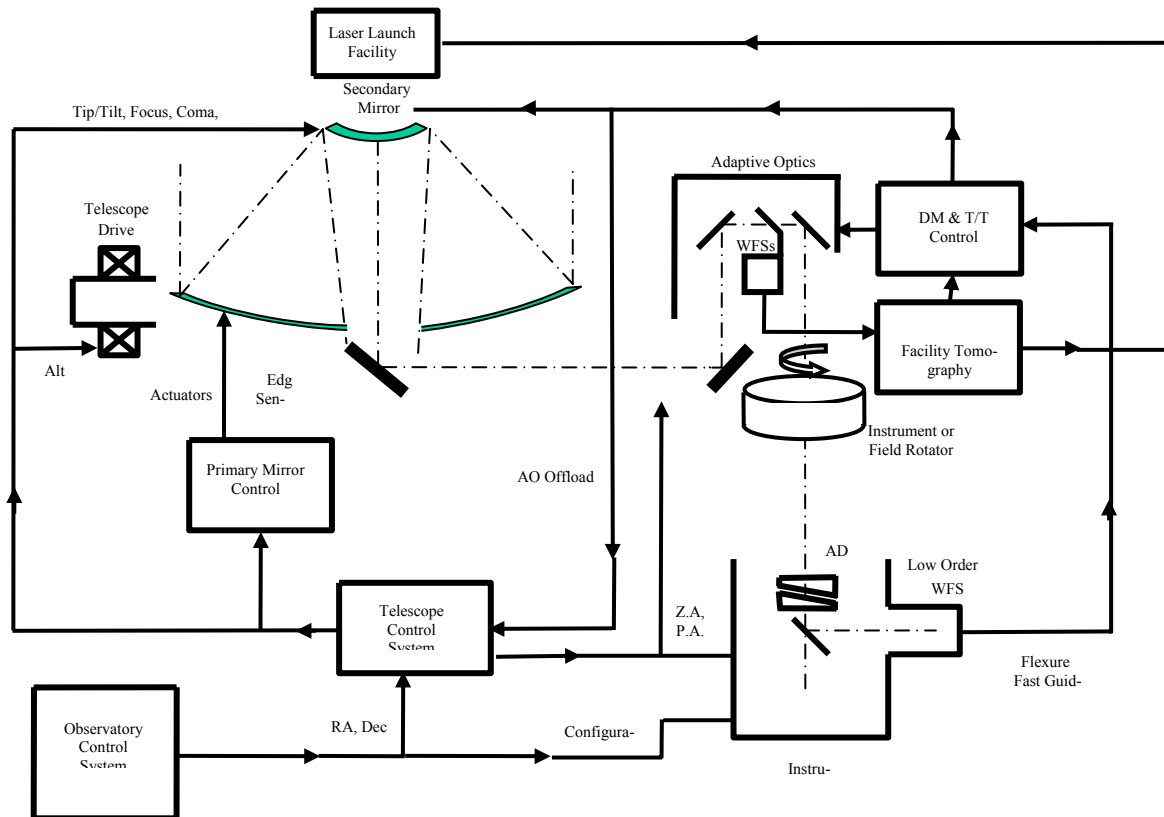 Laser Launch
Facility
Secondary
Mirror
Tip/Tilt, Focus, Coma,
Adaptive Optics
Telescope
Drive
DM & T/T
Control
WFSs
Facility Tomo-
graphy
Alt
Actuators
Edg
Sen-
Instrument or
Field Rotator
Primary Mirror
Control
AO Offload
AD
Low Order
WFS
Telescope
Control
System
Z.A,
P.A.
Flexure
Fast Guid-
Observatory
Control
System
RA, Dec
Configura-
Instru-